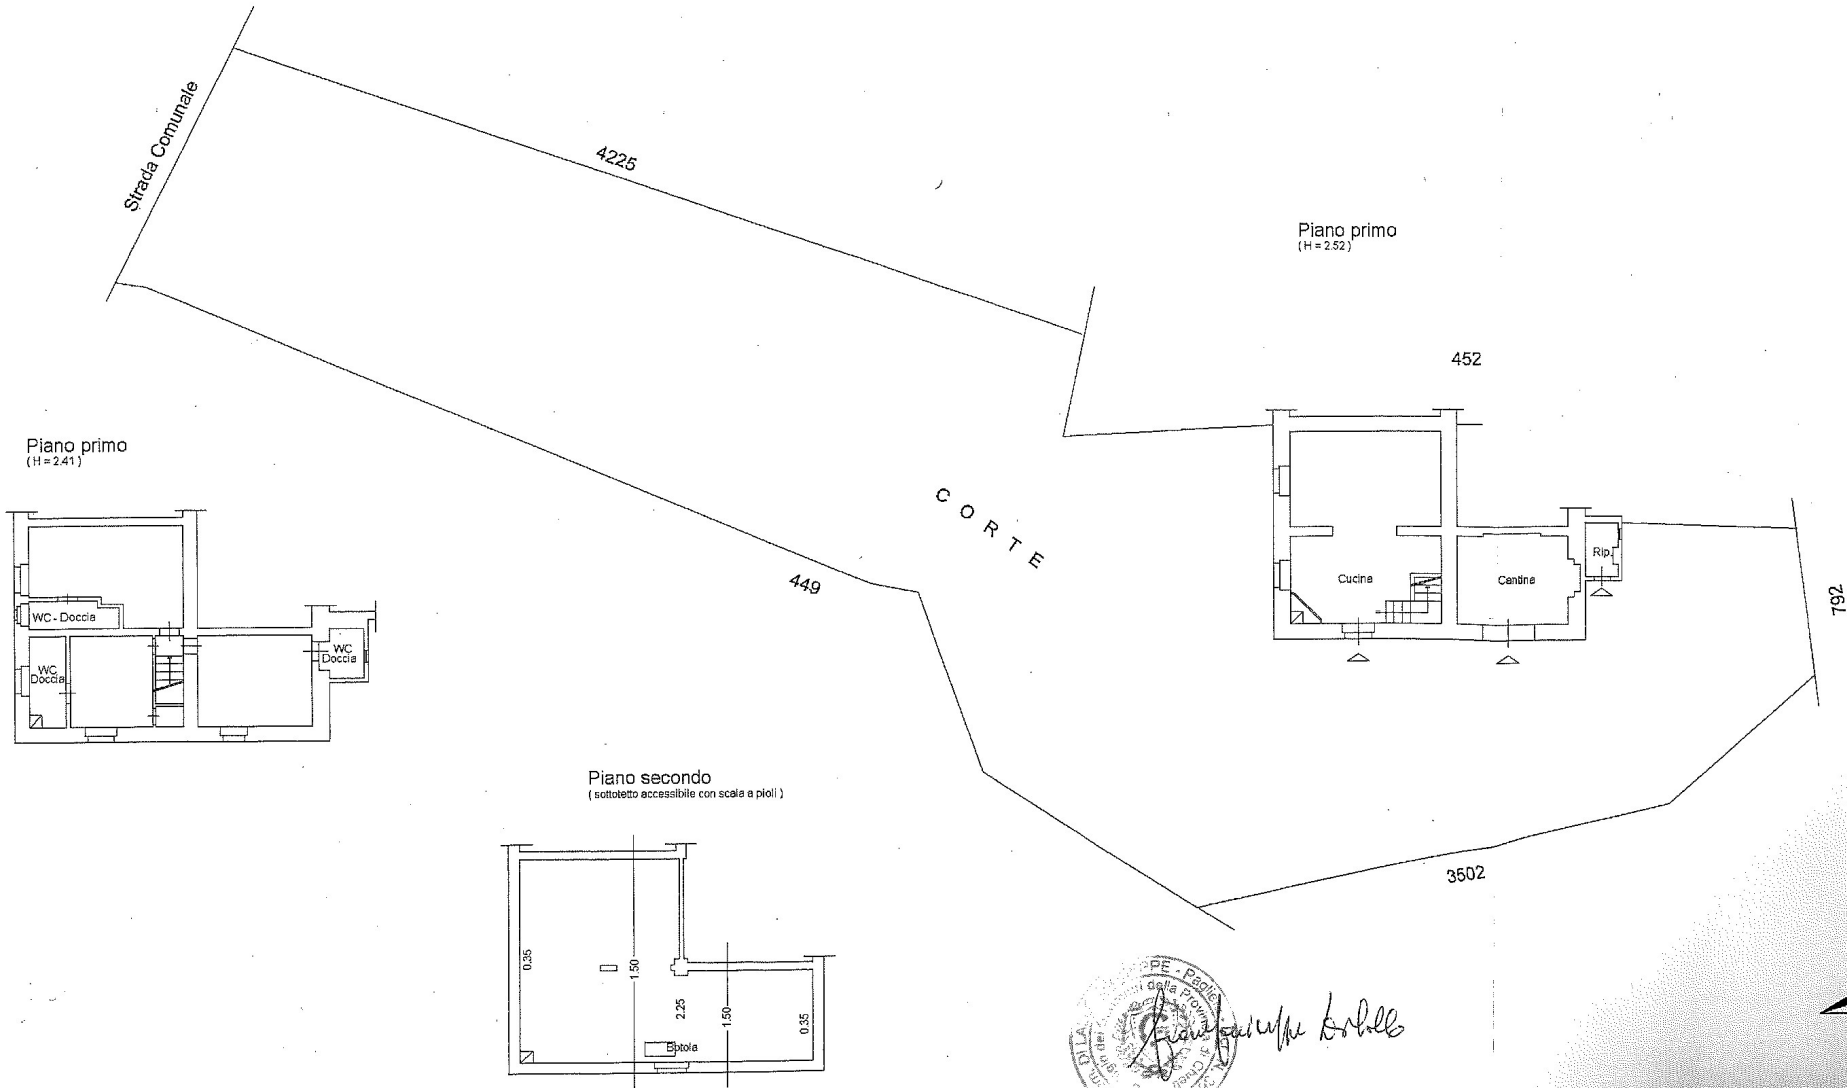 Strada Comunale
4225
Piano primo
( H = 2.52 )
452
Piano primo
( H = 2.41 )
CORTE
449
Cucina
Cantina
Rip.
792
WC - Doccia
WC
Doccia
WC
Doccia
Piano secondo
( sottotetto accessibile con scala a pioli )
3502
0.35
1.50
2.25
1.50
0.35
Botola